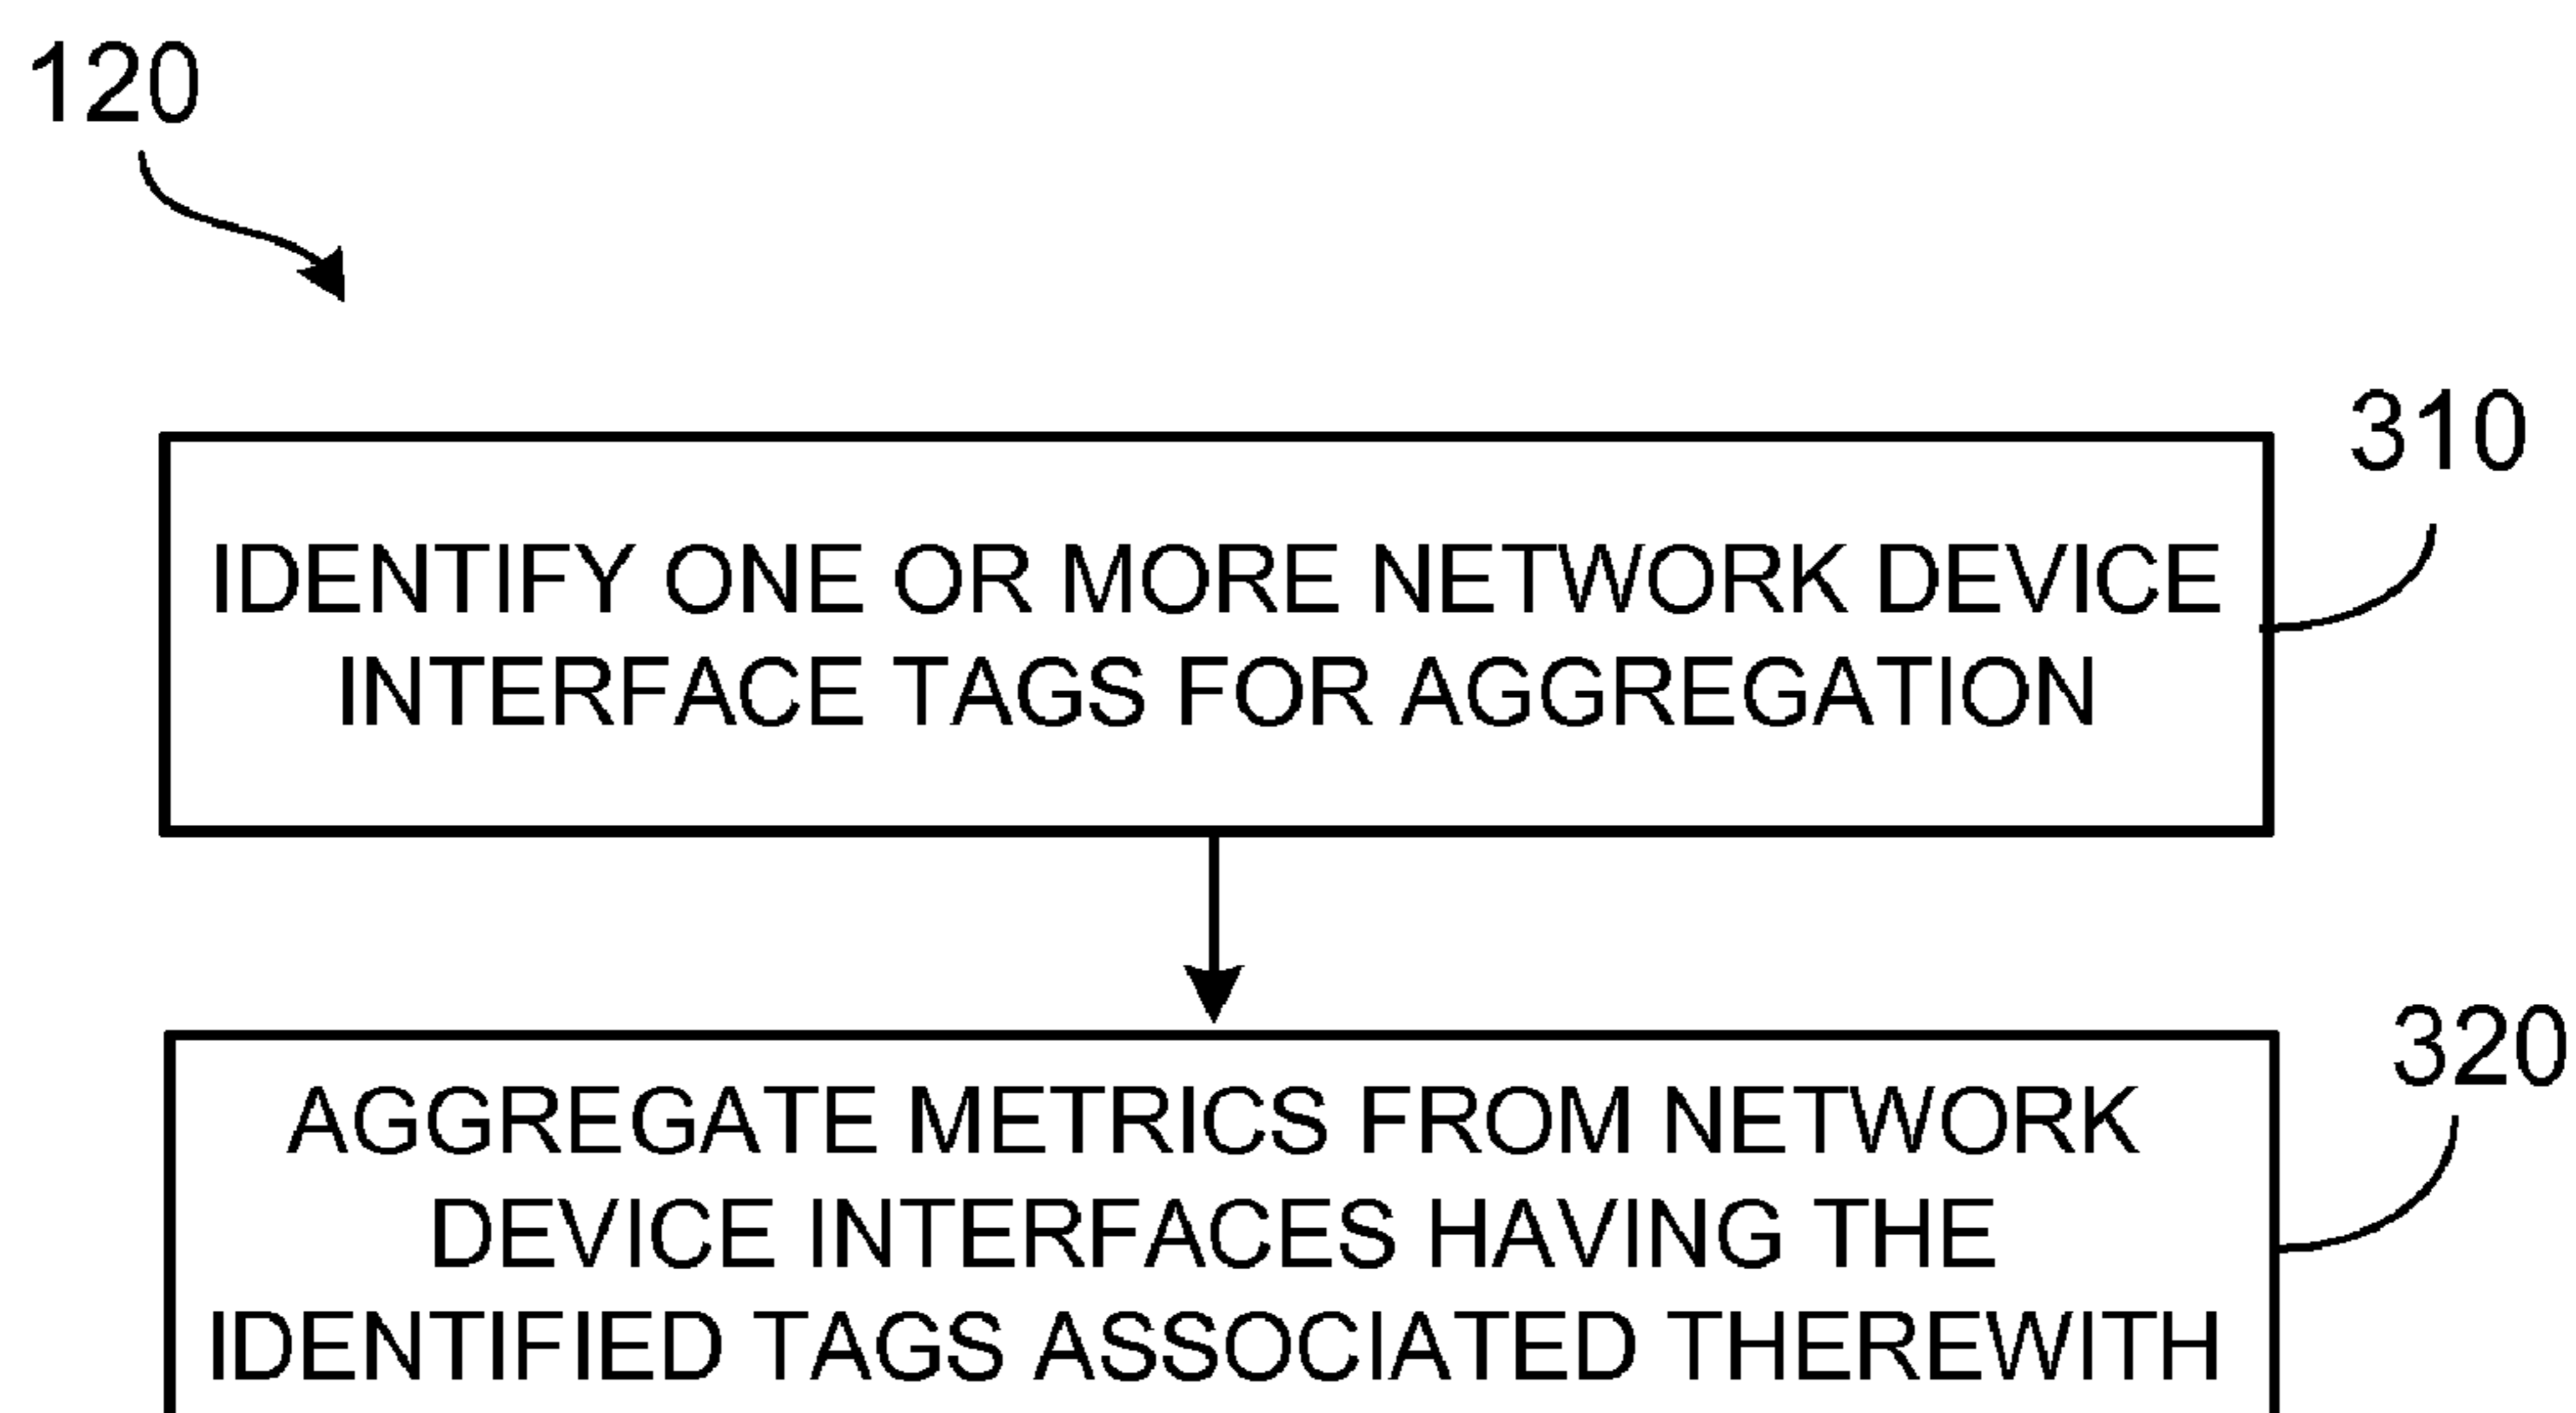 120
310
IDENTIFY ONE OR MORE NETWORK DEVICE
INTERFACE TAGS FOR AGGREGATION
320
AGGREGATE METRICS FROM NETWORK
DEVICE INTERFACES HAVING THE
IDENTIFIED TAGS ASSOCIATED THEREWITH